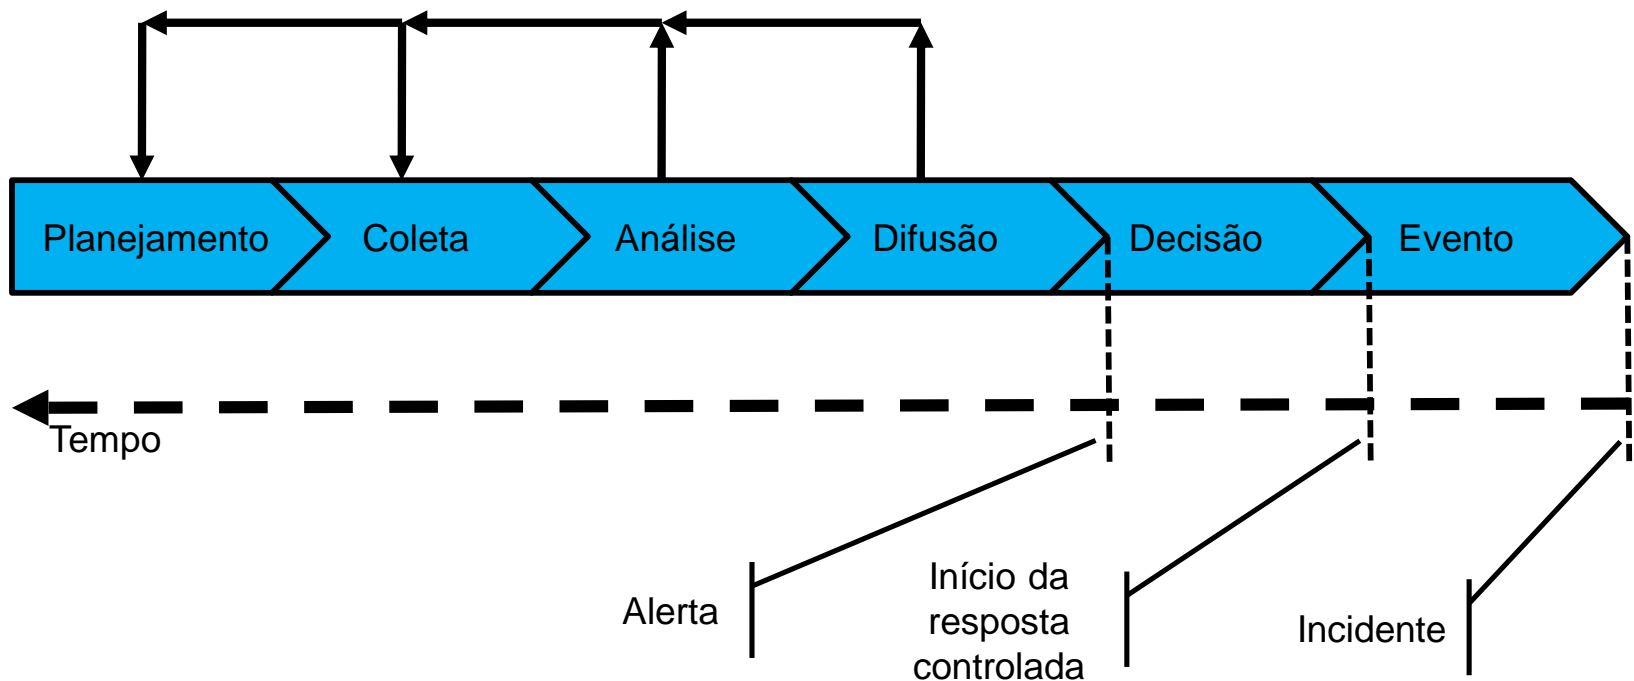 Planejamento
Coleta
Análise
Difusão
Decisão
Evento
Tempo
Alerta
Início da
resposta
controlada
Incidente